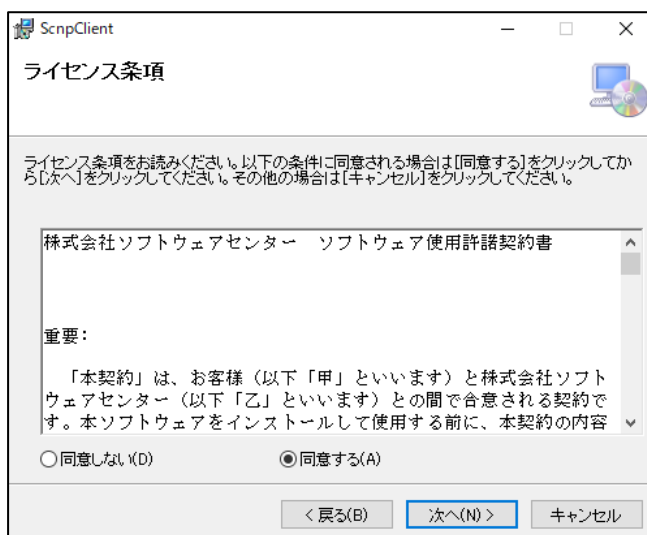 ScnpClient
ライセンス条項
ライセンス条項をお読みください。以下の条件に同意される場合は[同意する]をクリックしてか
ら[次へ]をクリックしてください。その他の場合は[キャンセル]をクリックしてください。
株式会社ソフトウェアセンター　ソフトウェア使用許諾契約書
重要：
「本契約」は、お客様（以下「甲」といいます）と株式会社ソフト
ウェアセンター（以下「乙」といいます）との間で合意される契約で
す。本ソフトウェアをインストールして使用する前に、本契約の内容
同意しない(D)
同意する(A)
< 戻る(B)
次へ(N) >
キャンセル